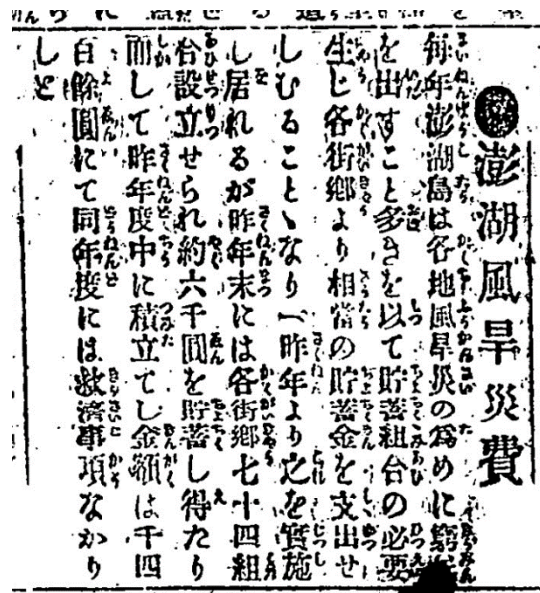 澎湖風旱災費
每年澎湖島は各地風旱災の爲めに
を出すこと多きを以て貯蓄組合の必要
生じ各街鄉より相當の貯蓄金を支出せ
しむることゝなり一昨年より之を實施
し居れるが昨年末には各街鄉七十四組
合設立せられ約六千圓を貯蓄し得たり
而して昨年度中に積立てし金額は千四
百餘圓にて同年度には救濟事項なかり
しと